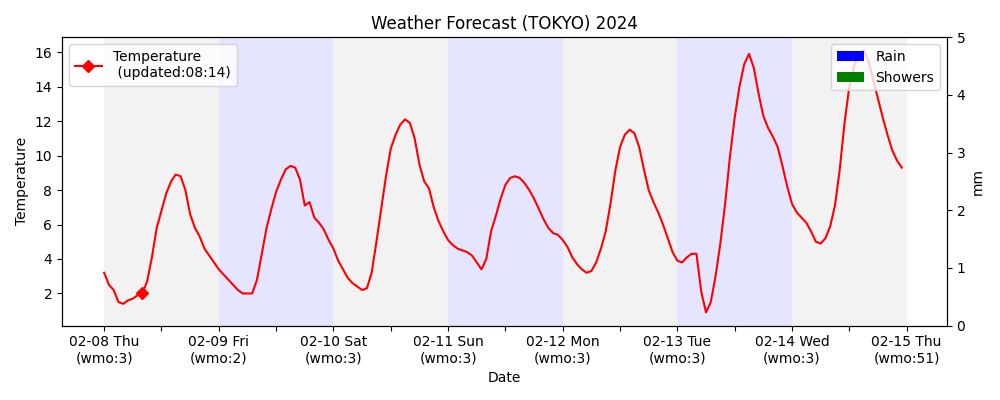 Weather Forecast (TOKYO) 2024
Temperature
(updated:08:14)
Rain
Showers
16
14
12
10
8
6
4
2
Temperature
5
4
3
2
1
0
mm
02-08 Thu 02-09 Fri 02-10 Sat 02-11 Sun 02-12 Mon 02-13 Tue 02-14 Wed 02-15 Thu
(wmo:3) (wmo:2) (wmo:3) (wmo:3) (wmo:3) (wmo:3) (wmo:3) (wmo:51)
Date